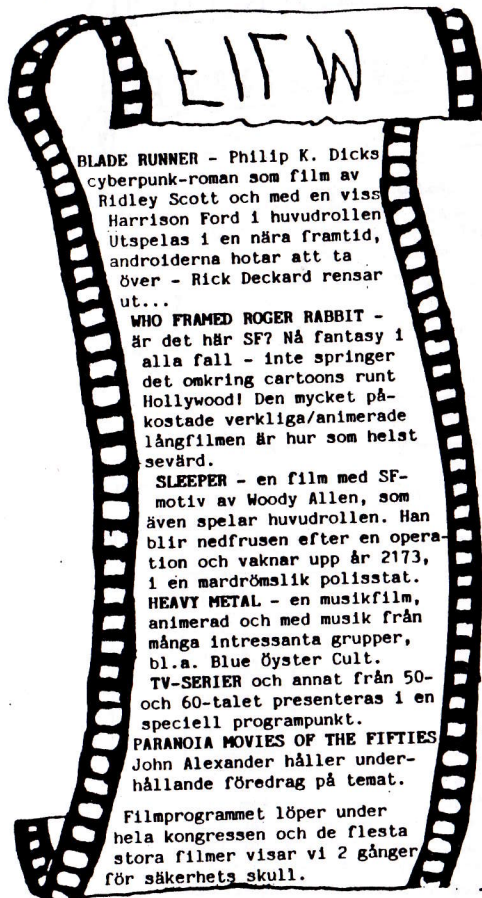 FILM
BLADE RUNNER - Philip K. Dicks
cyberpunk-roman som film av
Ridley Scott och med en viss
Harrison Ford i huvudrollen
Utspelas i en nära framtid,
androiderna hotar att ta
över - Rick Deckard rensar
ut...
WHO FRAMED ROGER RABBIT -
är det här SF? Nå fantasy i
alla fall - inte springer
det omkring cartoons runt
Hollywood! Den mycket på-
kostade verkliga/animerade
långfilmen är hur som helst
sevärd.
SLEEPER - en film med SF-
motiv av Woody Allen, som
även spelar huvudrollen. Han
blir nedfrusen efter en opera-
tion och vaknar upp år 2173,
i en mardrömslik polisstat.
HEAVY METAL - en musikfilm,
animerad och med musik från
många intressanta grupper,
bl.a. Blue Öyster Cult.
TV-SERIER och annat från 50-
och 60-talet presenteras i en
speciell programpunkt.
PARANOIA MOVIES OF THE FIFTIES
John Alexander håller under-
hållande föredrag på temat.
Filmprogrammet löper under
hela kongressen och de flesta
stora filmer visar vi 2 gånger
för säkerhets skull.